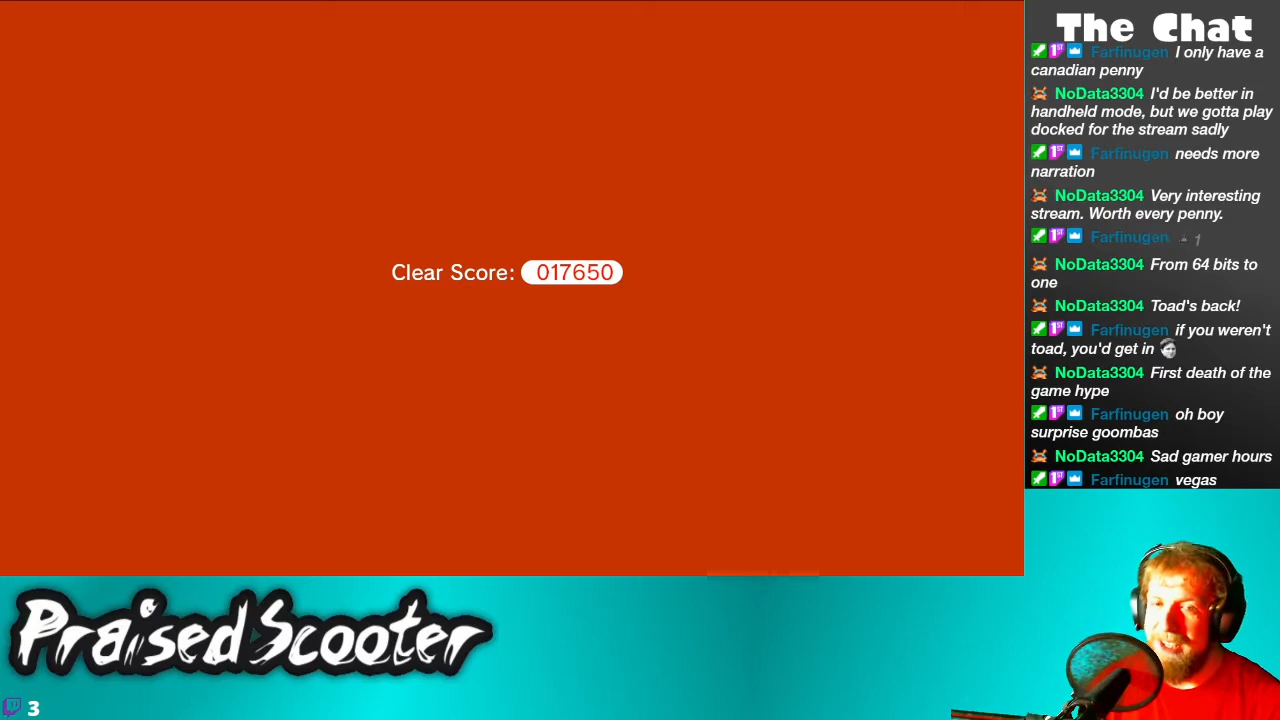 The Chat
Farfinugen I only have a
canadian penny
NoData3304 I'd be better in
handheld mode, but we gotta play
docked for the stream sadly
Farfinugen needs more
narration
NoData3304 Very interesting
stream. Worth every penny.
Farfinugen
NoData3304 From 64 bits to
one
NoData3304 Toad's back!
Farfinugen if you weren't
toad, you'd get in
NoData3304 First death of the
game hype
Farfinugen oh boy
surprise goombas
NoData3304 Sad gamer hours
Farfinugen vegas
Clear Score: 017650
PraisedScooter
3